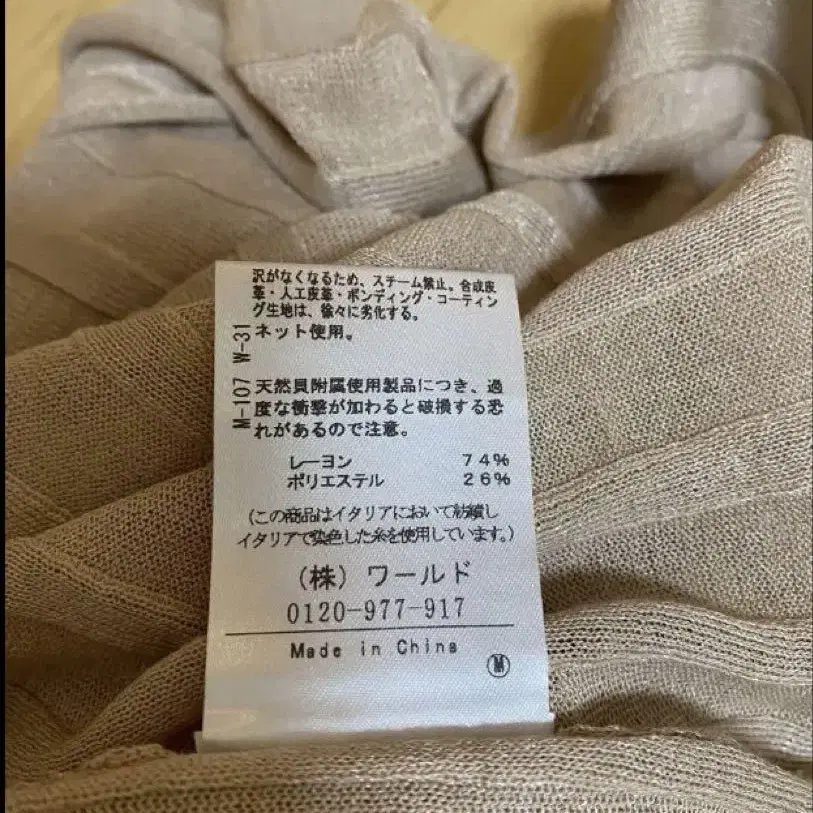 沢がなくなるため、スチーム禁止。合成皮
革・人工皮革・ボンディング・コーティン
グ生地は、徐々に劣化する。
W-31 ネット使用。
M-107 天然貝附属使用製品につき、過
度な衝撃が加わると破損する恐
れがあるので注意。
レーヨン 74%
ポリエステル 26%
(この商品はイタリアにおいて紡績し
イタリアで染色した糸を使用しています。)
(株) ワールド
0120-977-917
Made in China
M